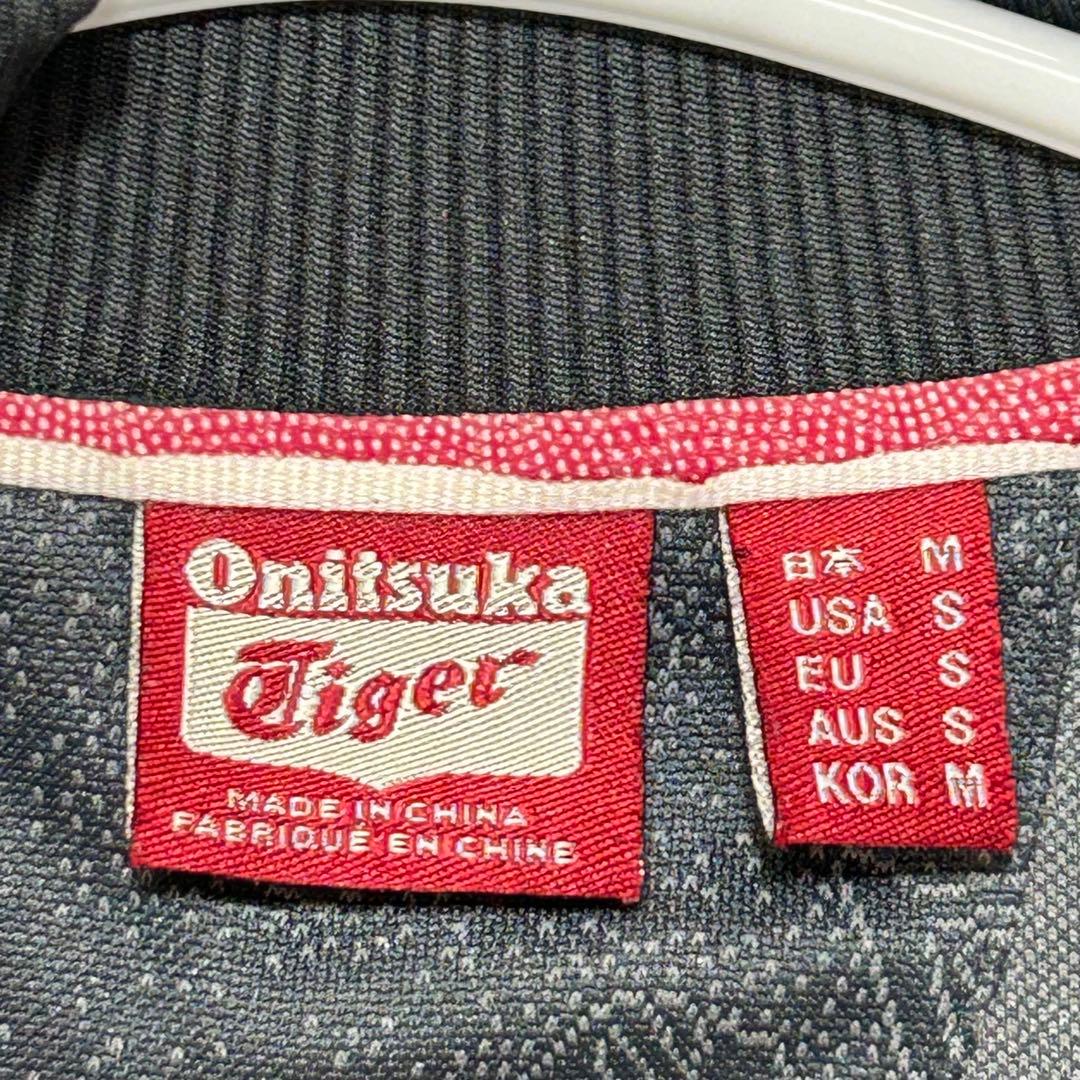 Onitsuka
Tiger
MADE IN CHINA
FABRIQUÉ EN CHINE
日本 M
USA S
EU S
AUS S
KOR M